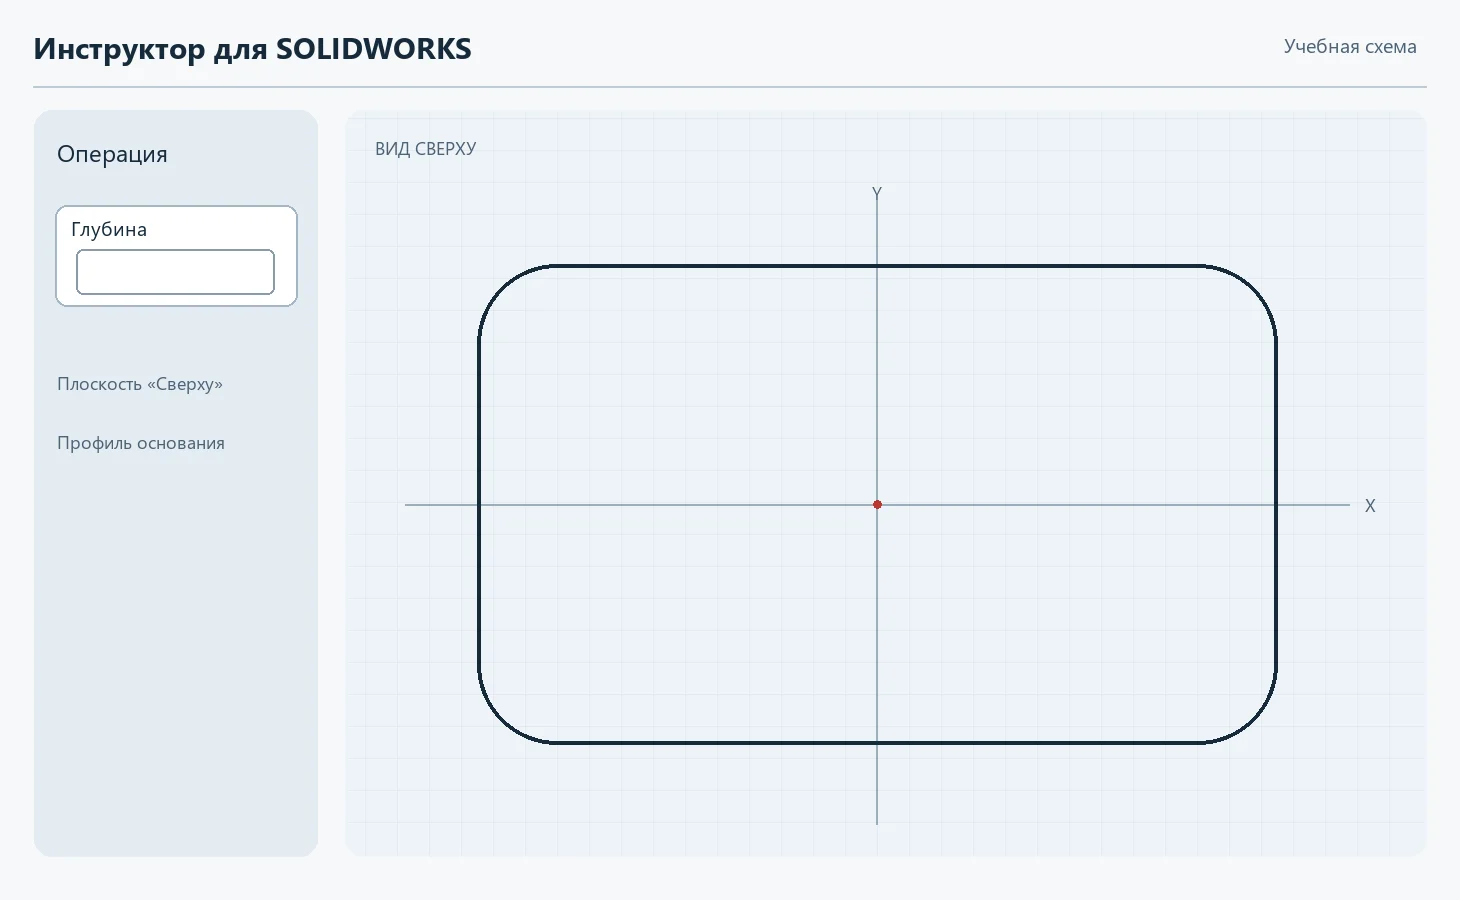 Инструктор для SOLIDWORKS
Учебная схема
Операция
Глубина
Плоскость «Сверху»
Профиль основания
ВИД СВЕРХУ
Y
X